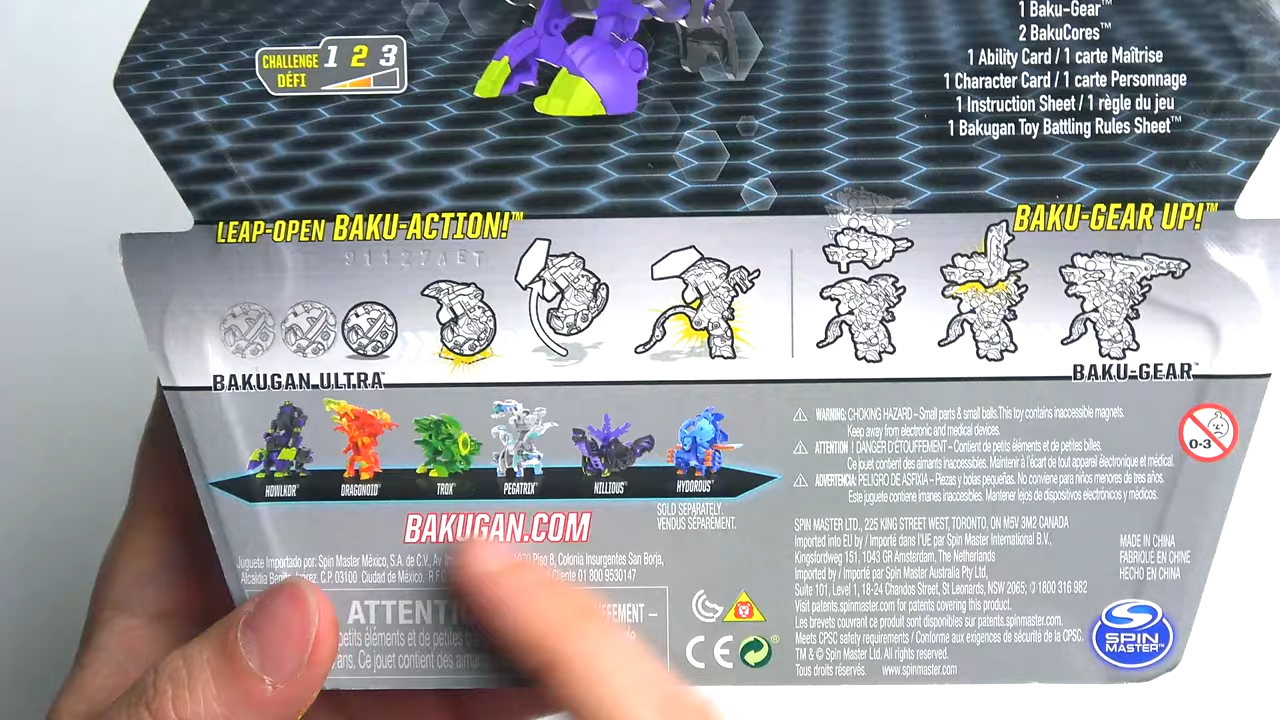 1 Baku-Gear™
2 BakuCores™
1 Ability Card / 1 carte Maîtrise
1 Character Card / 1 carte Personnage
1 Instruction Sheet / 1 règle du jeu
1 Bakugan Toy Battling Rules Sheet™
CHALLENGE 1 2 3
DÉFI
LEAP-OPEN BAKU-ACTION!™
BAKU-GEAR UP!™
BAKUGAN ULTRA™
BAKU-GEAR™
HOWLKOR™ DRAGONOID™ TROX™ PEGATRIX™ NILLIOUS™ HYDOROUS™
SOLD SEPARATELY.
VENDUS SÉPARÉMENT.
BAKUGAN.COM
Juguete Importado por: Spin Master México, S.A. de C.V., Av. Piso 8, Colonia Insurgentes San Borja,
Alcaldía C.P. 03100 Ciudad de México. Cliente 01 800 9530147
petits éléments et de petites
ans. Ce jouet contient des
⚠ WARNING: CHOKING HAZARD – Small parts & small balls. This toy contains inaccessible magnets.
Keep away from electronic and medical devices.
⚠ ATTENTION ! DANGER D'ÉTOUFFEMENT – Contient de petits éléments et de petites billes.
Ce jouet contient des aimants inaccessibles. Maintenir à l'écart de tout appareil électronique et médical.
⚠ ADVERTENCIA: PELIGRO DE ASFIXIA – Piezas y bolas pequeñas. No conviene para niños menores de tres años.
Este juguete contiene imanes inaccesibles. Mantener lejos de dispositivos electrónicos y médicos.
0-3
SPIN MASTER LTD., 225 KING STREET WEST, TORONTO, ON M5V 3M2 CANADA
Imported into EU by / Importé dans l'UE par Spin Master International B.V.,
Kingsfordweg 151, 1043 GR Amsterdam, The Netherlands
Imported by / Importé par Spin Master Australia Pty Ltd,
Suite 101, Level 1, 18-24 Chandos Street, St Leonards, NSW 2065; ✆ 1800 316 982
Visit patents.spinmaster.com for patents covering this product.
Les brevets couvrant ce produit sont disponibles sur patents.spinmaster.com.
Meets CPSC safety requirements / Conforme aux exigences de sécurité de la CPSC.
TM & © Spin Master Ltd. All rights reserved.
Tous droits réservés. www.spinmaster.com
MADE IN CHINA
FABRIQUÉ EN CHINE
HECHO EN CHINA
CE
SPIN
MASTER™